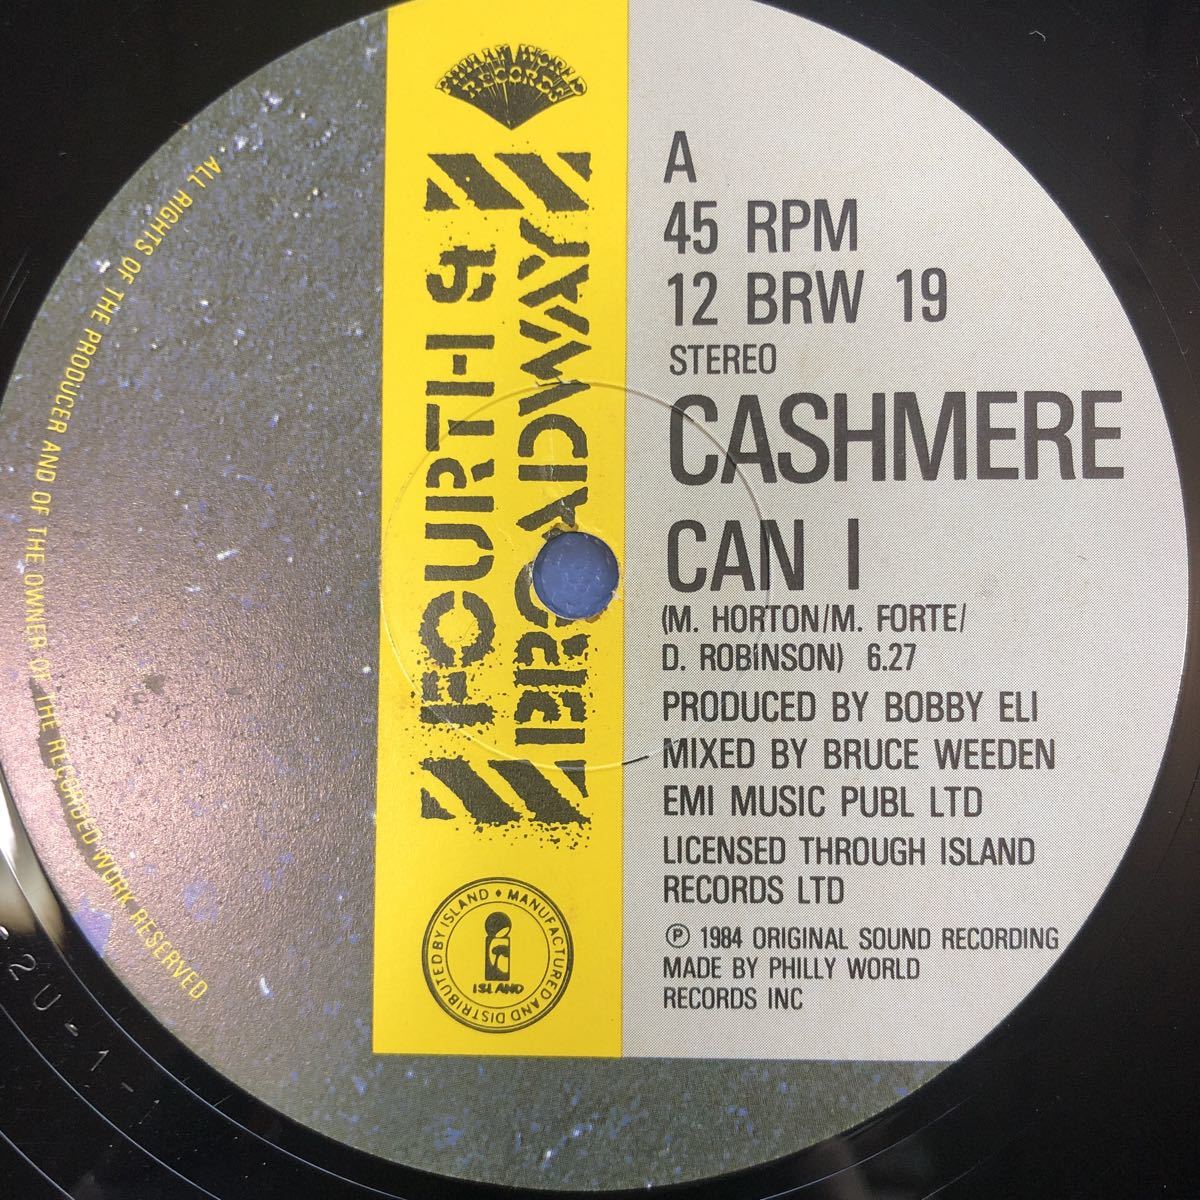 PHILLY WORLD
RECORDS
FOURTH &
BROADWAY
A
45 RPM
12 BRW 19
STEREO
CASHMERE
CAN I
(M. HORTON/M. FORTE/
D. ROBINSON) 6.27
PRODUCED BY BOBBY ELI
MIXED BY BRUCE WEEDEN
EMI MUSIC PUBL LTD
LICENSED THROUGH ISLAND
RECORDS LTD
Ⓟ 1984 ORIGINAL SOUND RECORDING
MADE BY PHILLY WORLD
RECORDS INC
MANUFACTURED AND DISTRIBUTED BY ISLAND •
ISLAND
ALL RIGHTS OF THE PRODUCER AND OF THE OWNER OF THE RECORDED WORK RESERVED
2U-1-